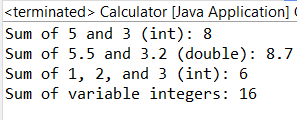 <terminated> Calculator [Java Application]
Sum of 5 and 3 (int): 8
Sum of 5.5 and 3.2 (double): 8.7
Sum of 1, 2, and 3 (int): 6
Sum of variable integers: 16